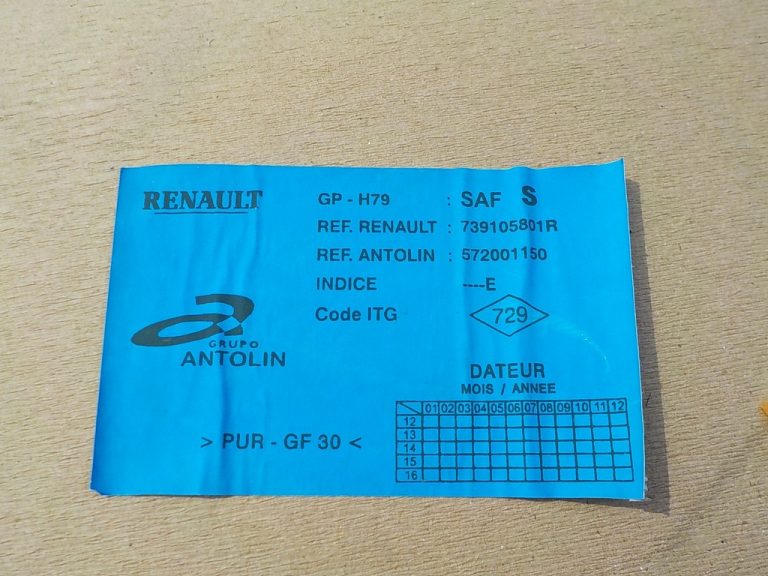 RENAULT
GP - H79 : SAF S
REF. RENAULT : 739105801R
REF. ANTOLIN : 572001150
INDICE ----E
Code ITG 729
GRUPO
ANTOLIN
DATEUR
MOIS / ANNEE
01 02 03 04 05 06 07 08 09 10 11 12
12
13
14
15
16
> PUR - GF 30 <